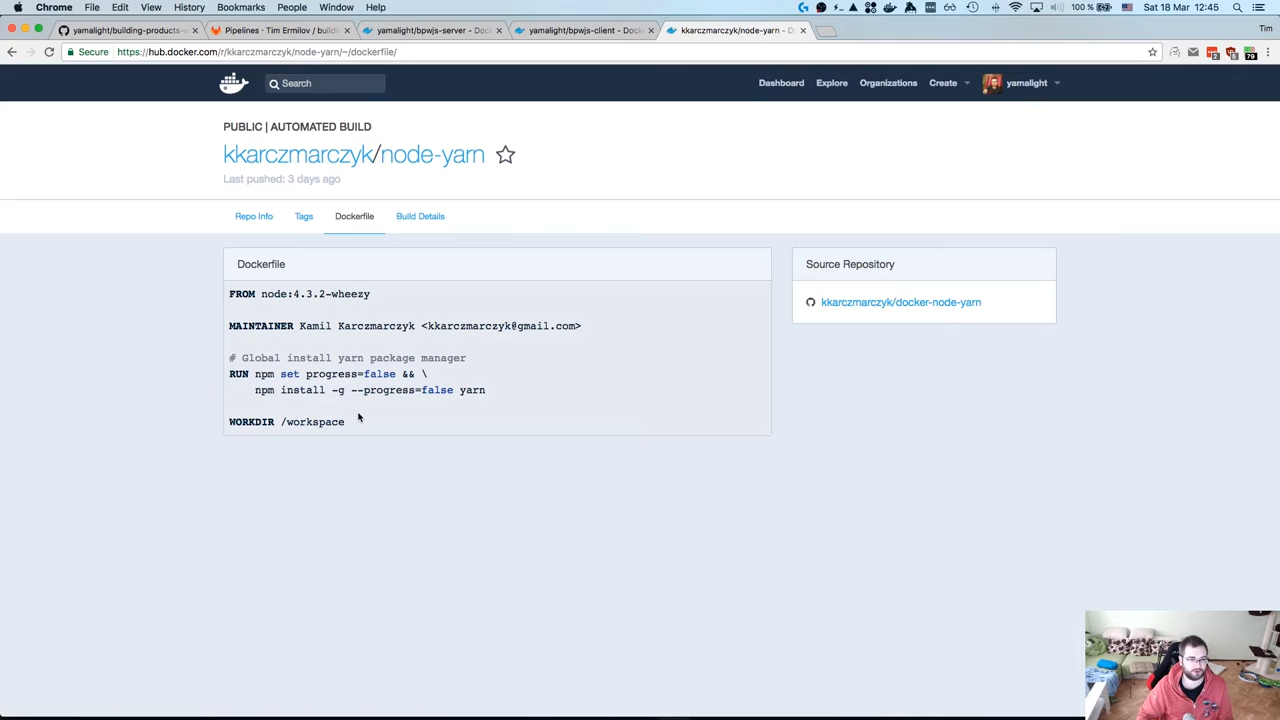 Chrome File Edit View History Bookmarks People Window Help
100 % Sat 18 Mar 12:45
yamalight/building-products-
Pipelines · Tim Ermilov / buildi
yamalight/bpwjs-server - Doc
yamalight/bpwjs-client - Docke
kkarczmarczyk/node-yarn - D
Tim
Secure https://hub.docker.com/r/kkarczmarczyk/node-yarn/~/dockerfile/
Search
Dashboard Explore Organizations Create yamalight
PUBLIC | AUTOMATED BUILD
kkarczmarczyk/node-yarn
Last pushed: 3 days ago
Repo Info Tags Dockerfile Build Details
Dockerfile
FROM node:4.3.2-wheezy
MAINTAINER Kamil Karczmarczyk <kkarczmarczyk@gmail.com>
# Global install yarn package manager
RUN npm set progress=false && \
npm install -g --progress=false yarn
WORKDIR /workspace
Source Repository
kkarczmarczyk/docker-node-yarn